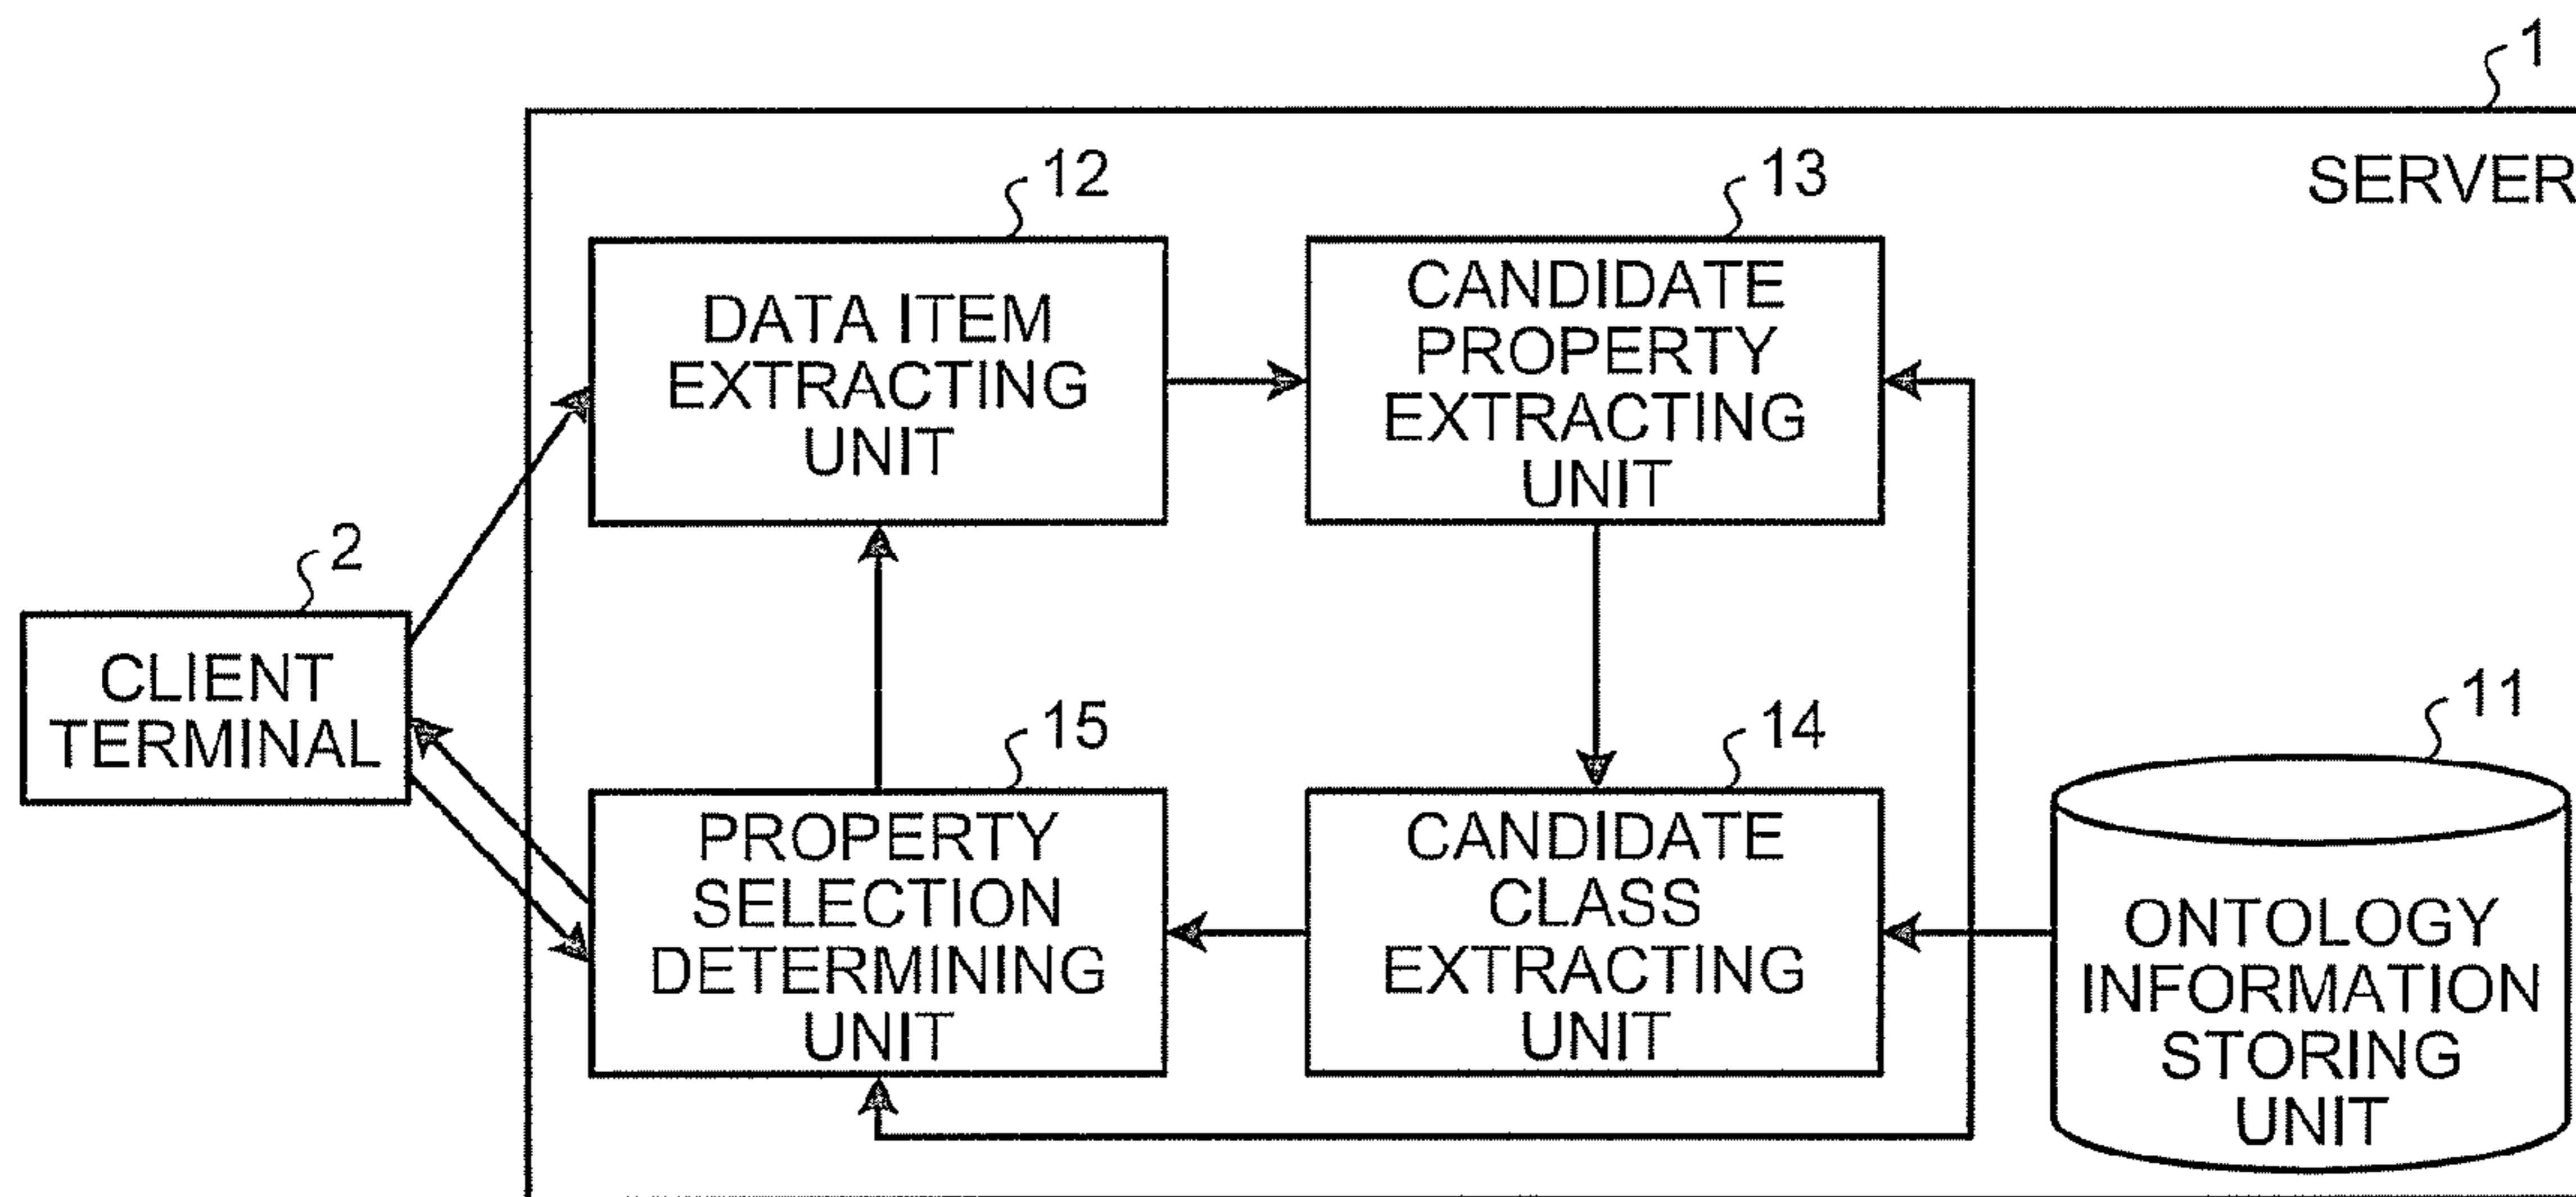 1
SERVER
12
DATA ITEM
EXTRACTING
UNIT
13
CANDIDATE
PROPERTY
EXTRACTING
UNIT
2
CLIENT
TERMINAL
15
PROPERTY
SELECTION
DETERMINING
UNIT
14
CANDIDATE
CLASS
EXTRACTING
UNIT
11
ONTOLOGY
INFORMATION
STORING
UNIT